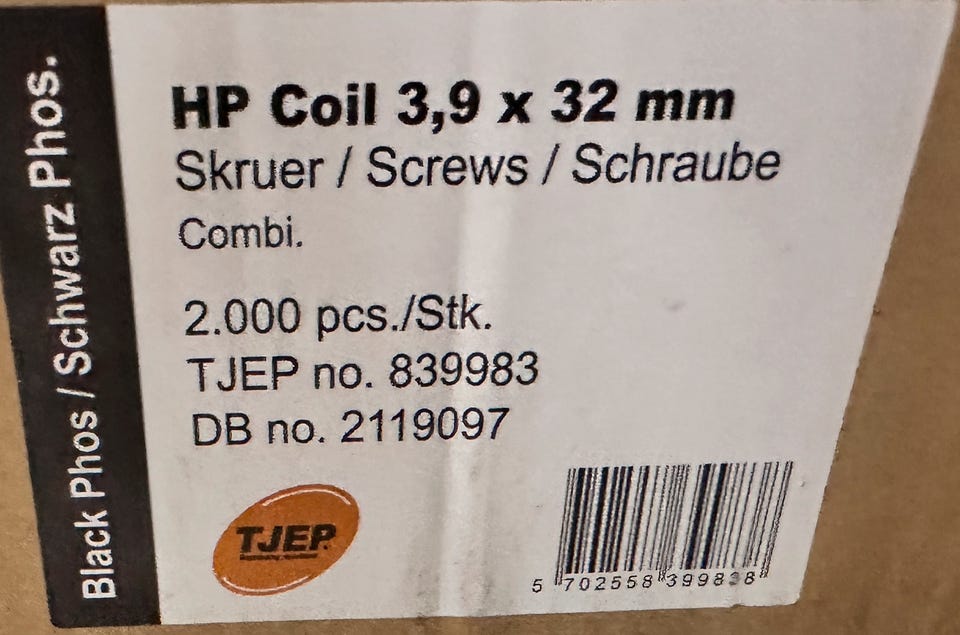 Black Phos / Schwarz Phos.
HP Coil 3,9 x 32 mm
Skruer / Screws / Schraube
Combi.
2.000 pcs./Stk.
TJEP no. 839983
DB no. 2119097
TJEP
5 702558 399838